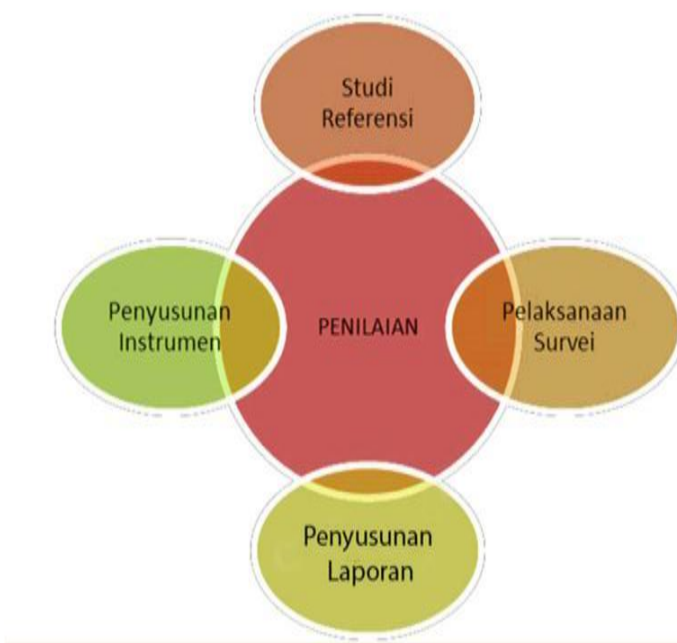 Studi
Referensi
Penyusunan
Instrumen
PENILAIAN
Pelaksanaan
Survei
Penyusunan
Laporan